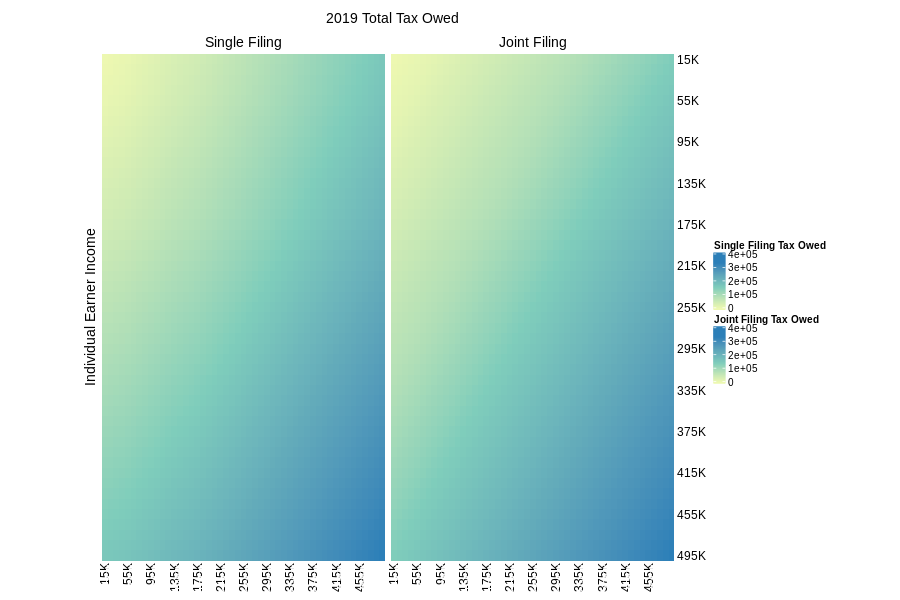 2019 Total Tax Owed
Single Filing
Joint Filing
Individual Earner Income
15K
55K
95K
135K
175K
215K
255K
295K
335K
375K
415K
455K
495K
Single Filing Tax Owed
4e+05
3e+05
2e+05
1e+05
0
Joint Filing Tax Owed
4e+05
3e+05
2e+05
1e+05
0
15K 55K 95K 135K 175K 215K 255K 295K 335K 375K 415K 455K
15K 55K 95K 135K 175K 215K 255K 295K 335K 375K 415K 455K